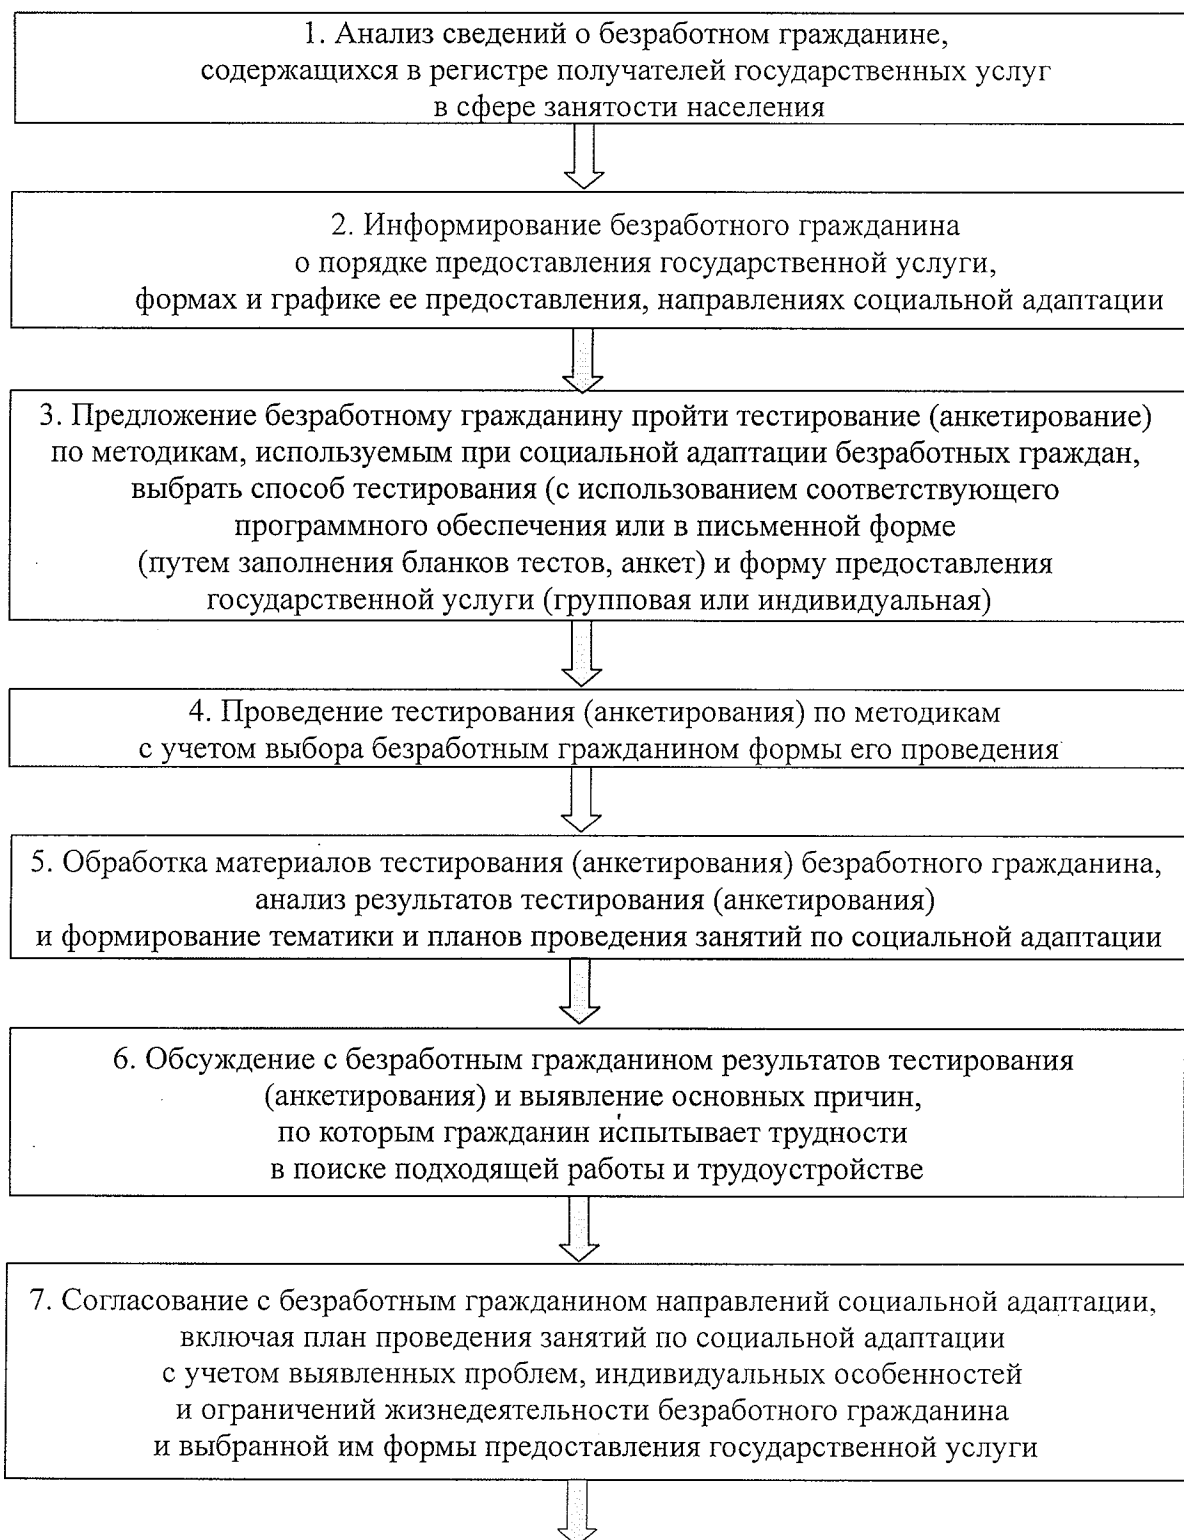 1. Анализ сведений о безработном гражданине,
содержащихся в регистре получателей государственных услуг
в сфере занятости населения
2. Информирование безработного гражданина
о порядке предоставления государственной услуги,
формах и графике ее предоставления, направлениях социальной адаптации
3. Предложение безработному гражданину пройти тестирование (анкетирование)
по методикам, используемым при социальной адаптации безработных граждан,
выбрать способ тестирования (с использованием соответствующего
программного обеспечения или в письменной форме
(путем заполнения бланков тестов, анкет) и форму предоставления
государственной услуги (групповая или индивидуальная)
4. Проведение тестирования (анкетирования) по методикам
с учетом выбора безработным гражданином формы его проведения
5. Обработка материалов тестирования (анкетирования) безработного гражданина,
анализ результатов тестирования (анкетирования)
и формирование тематики и планов проведения занятий по социальной адаптации
6. Обсуждение с безработным гражданином результатов тестирования
(анкетирования) и выявление основных причин,
по которым гражданин испытывает трудности
в поиске подходящей работы и трудоустройстве
7. Согласование с безработным гражданином направлений социальной адаптации,
включая план проведения занятий по социальной адаптации
с учетом выявленных проблем, индивидуальных особенностей
и ограничений жизнедеятельности безработного гражданина
и выбранной им формы предоставления государственной услуги